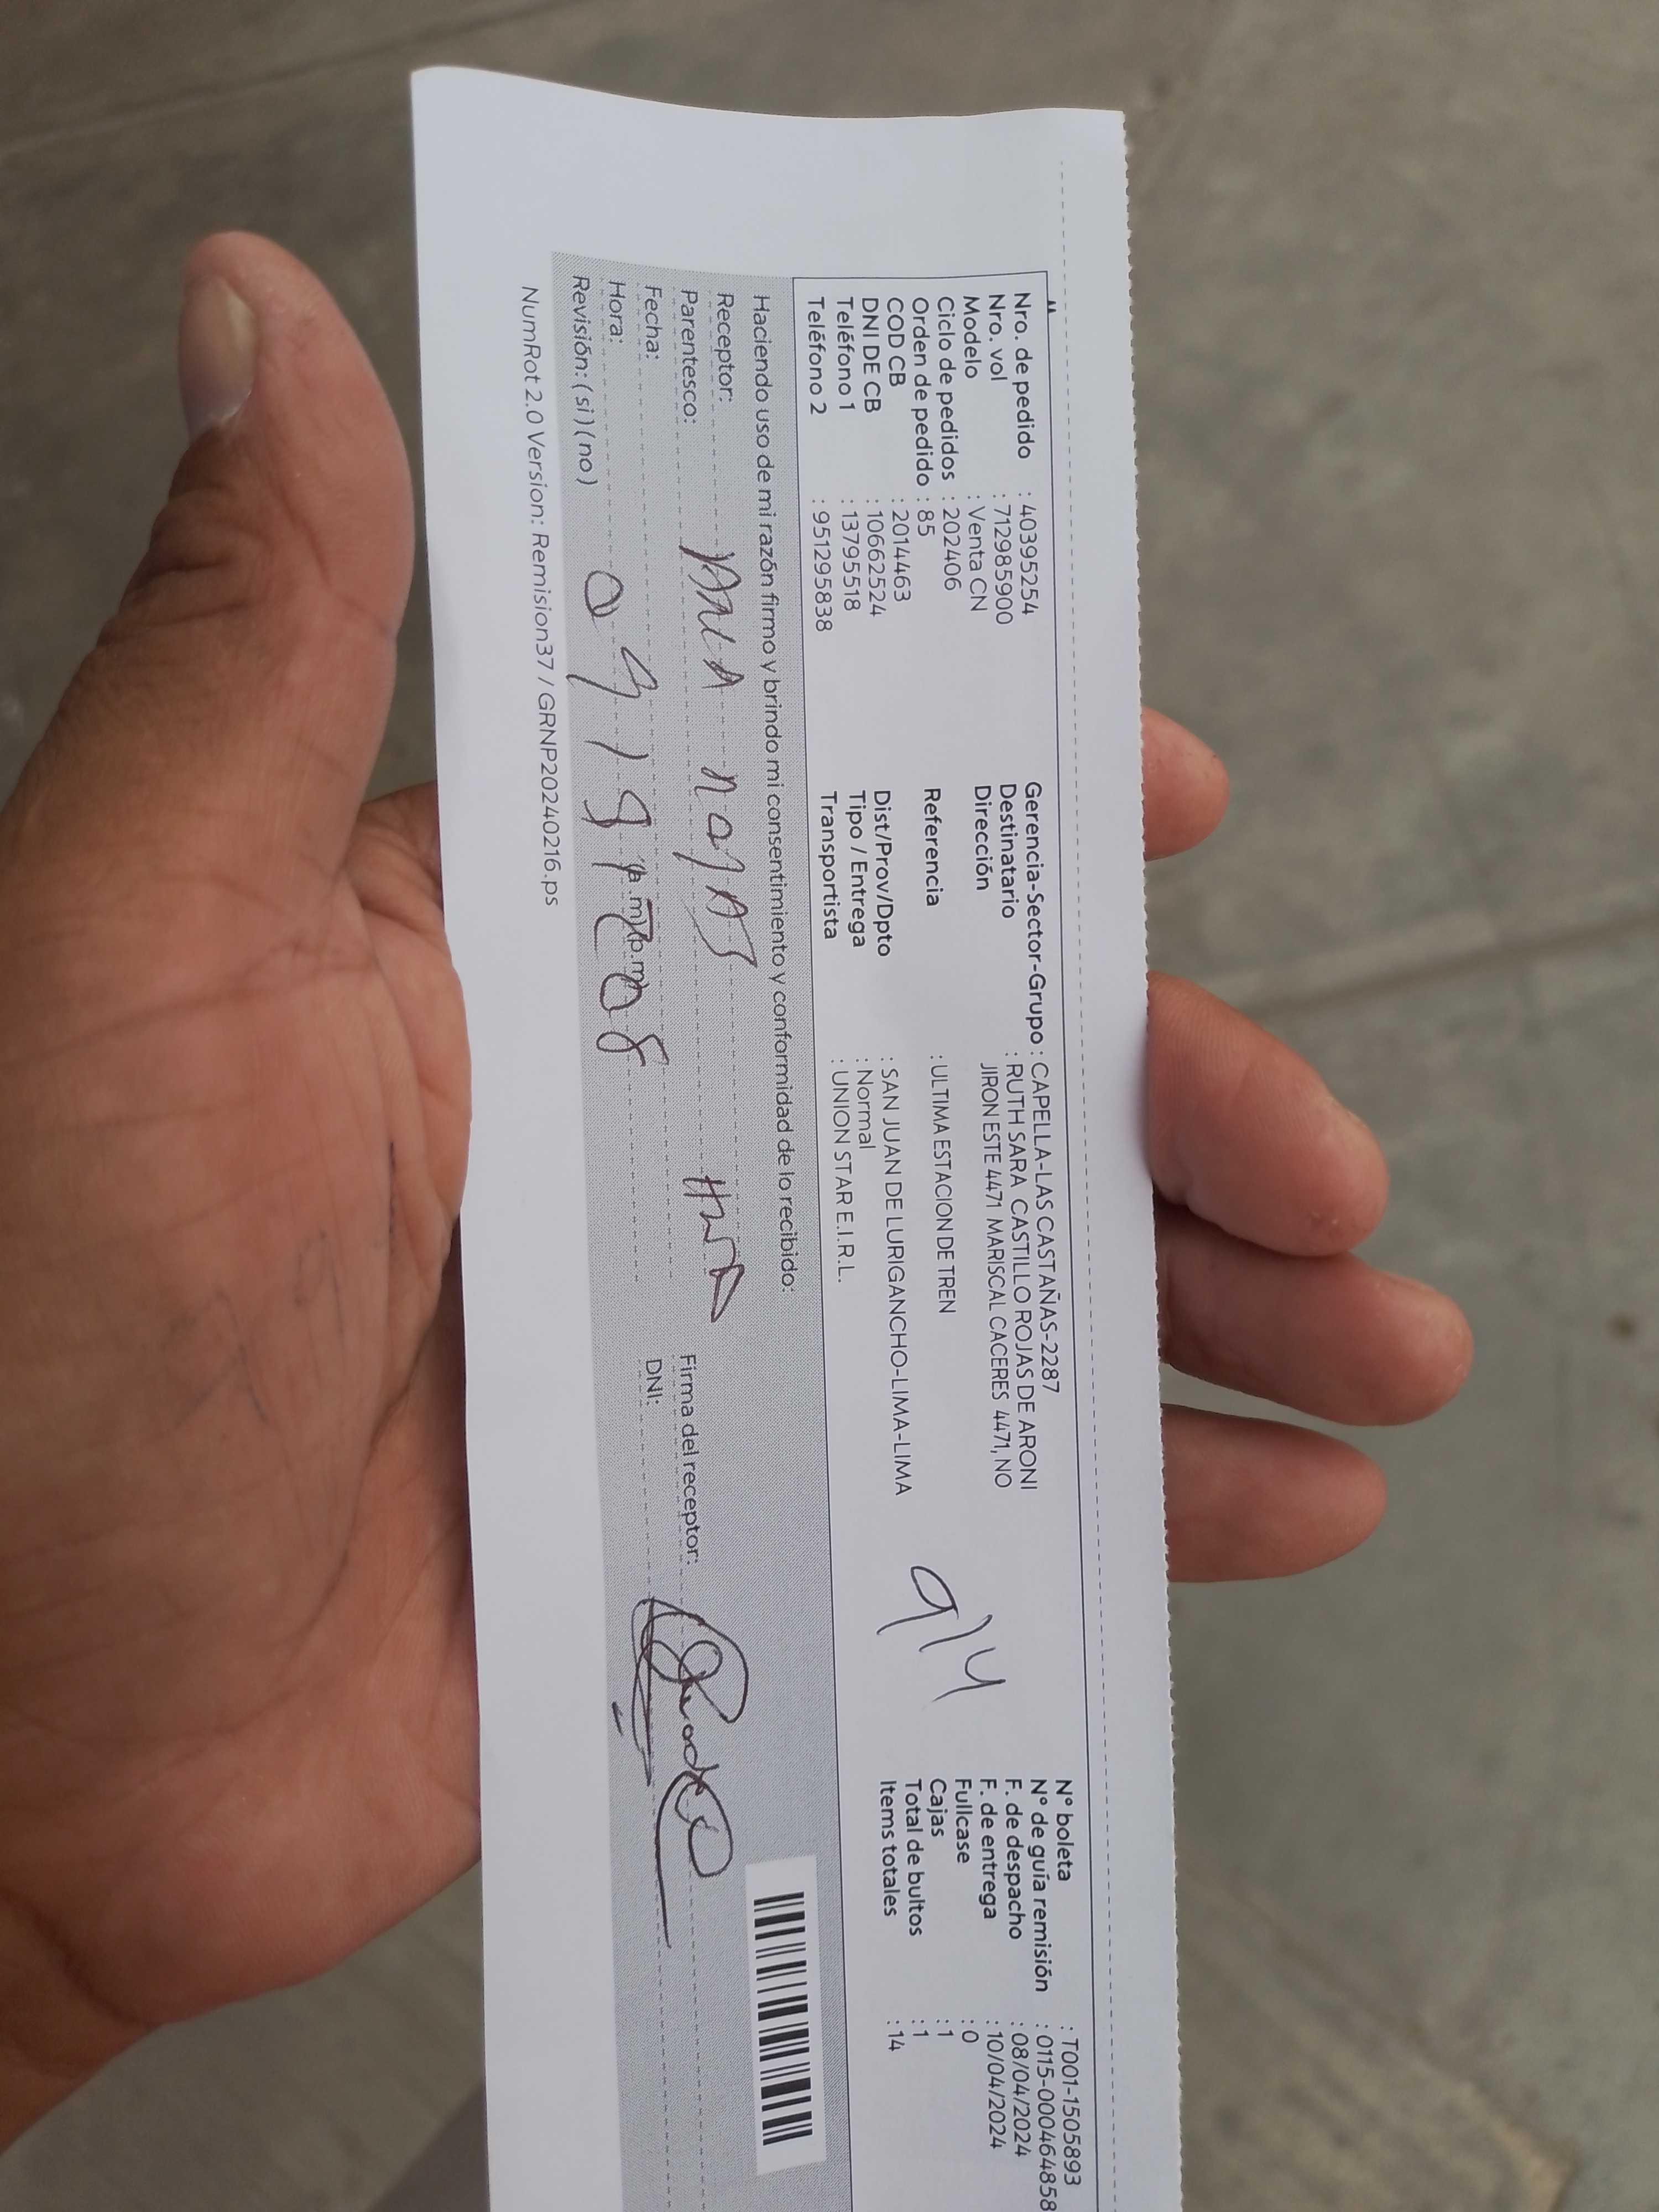 Nro. de pedido : 40395254
Nro. vol : 712985900
Modelo : Venta CN
Ciclo de pedidos : 202406
Orden de pedido : 85
COD CB : 2014463
DNI DE CB : 10662524
Teléfono 1 : 13795518
Teléfono 2 : 951295838
Gerencia-Sector-Grupo : CAPELLA-LAS CASTAÑAS-2287
Destinatario : RUTH SARA CASTILLO ROJAS DE ARONI
Dirección JIRON ESTE 4471 MARISCAL CACERES 4471, NO
Referencia : ULTIMA ESTACION DE TREN
Dist/Prov/Dpto : SAN JUAN DE LURIGANCHO-LIMA-LIMA
Tipo / Entrega : Normal
Transportista : UNION STAR E.I.R.L.
914
N° boleta : T001-1505893
N° de guía remisión : 0115-000464858
F. de despacho : 08/04/2024
F. de entrega : 10/04/2024
Fullcase : 0
Cajas : 1
Total de bultos : 1
Items totales : 14
Haciendo uso de mi razón firmo y brindo mi consentimiento y conformidad de lo recibido:
Receptor:
Parentesco:
Fecha:
Hora: (a.m)(p.m)
Revisión: (si) (no)
Firma del receptor:
DNI:
NumRot 2.0 Version: Remision37 / GRNP20240216.ps